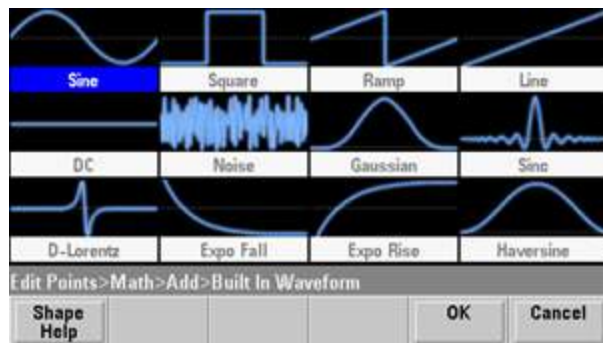 Sine Square Ramp Line
DC Noise Gaussian Sinc
D-Lorentz Expo Fall Expo Rise Haversine
Edit Points>Math>Add>Built In Waveform
Shape Help OK Cancel